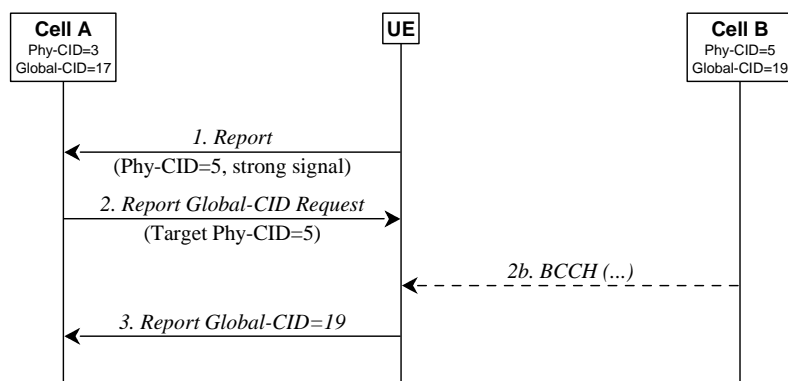 Cell A
Phy-CID=3
Global-CID=17
UE
Cell B
Phy-CID=5
Global-CID=19
1. Report
(Phy-CID=5, strong signal)
2. Report Global-CID Request
(Target Phy-CID=5)
2b. BCCH (...)
3. Report Global-CID=19